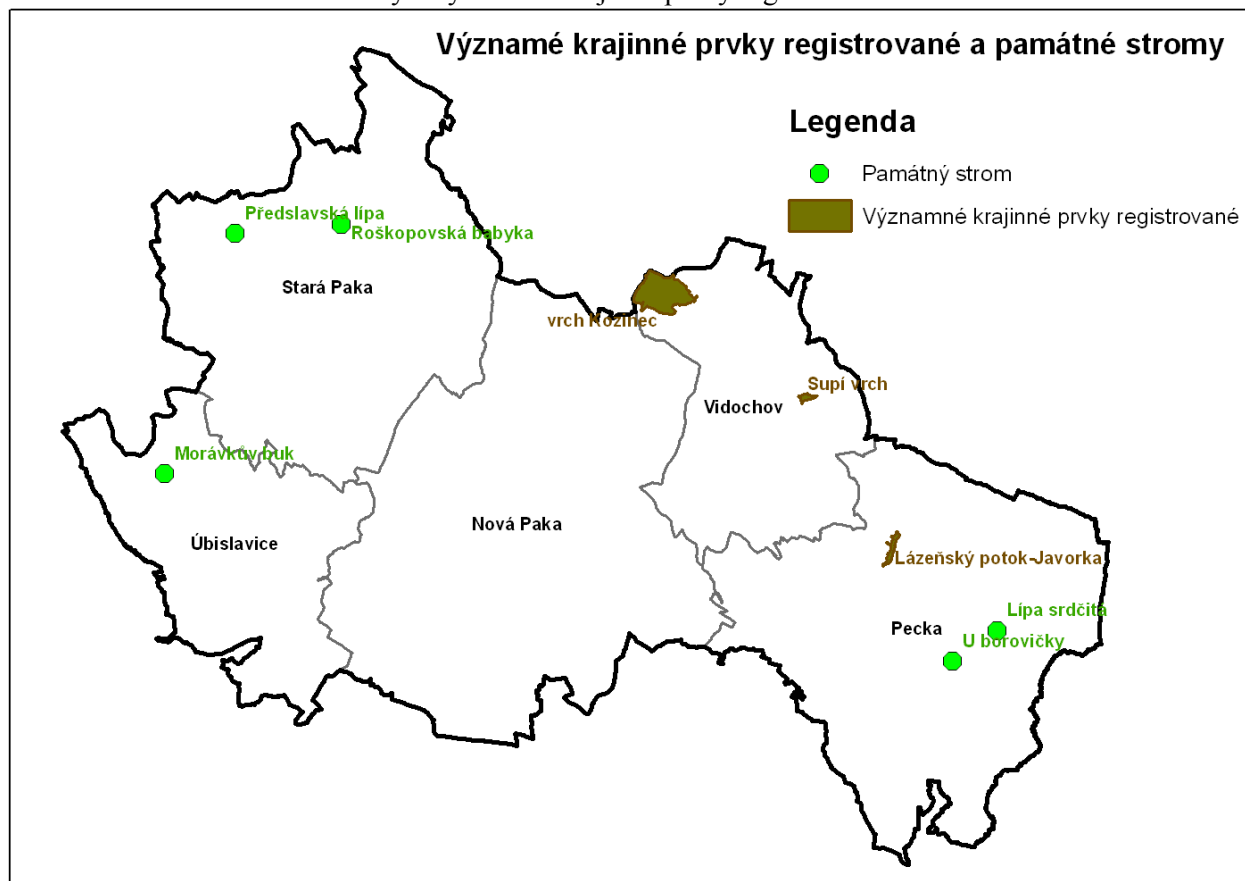 Význámé krajinné prvky registrované a památné stromy
Legenda
Památný strom
Významné krajinné prvky registrované
Předslavská lípa
Roškopovská babyka
Stará Paka
vrch Kozinec
Supí vrch
Vidochov
Morávkův buk
Nová Paka
Úbislavice
Lázeňský potok-Javorka
Lípa srdčitá
Pecka
U borovičky